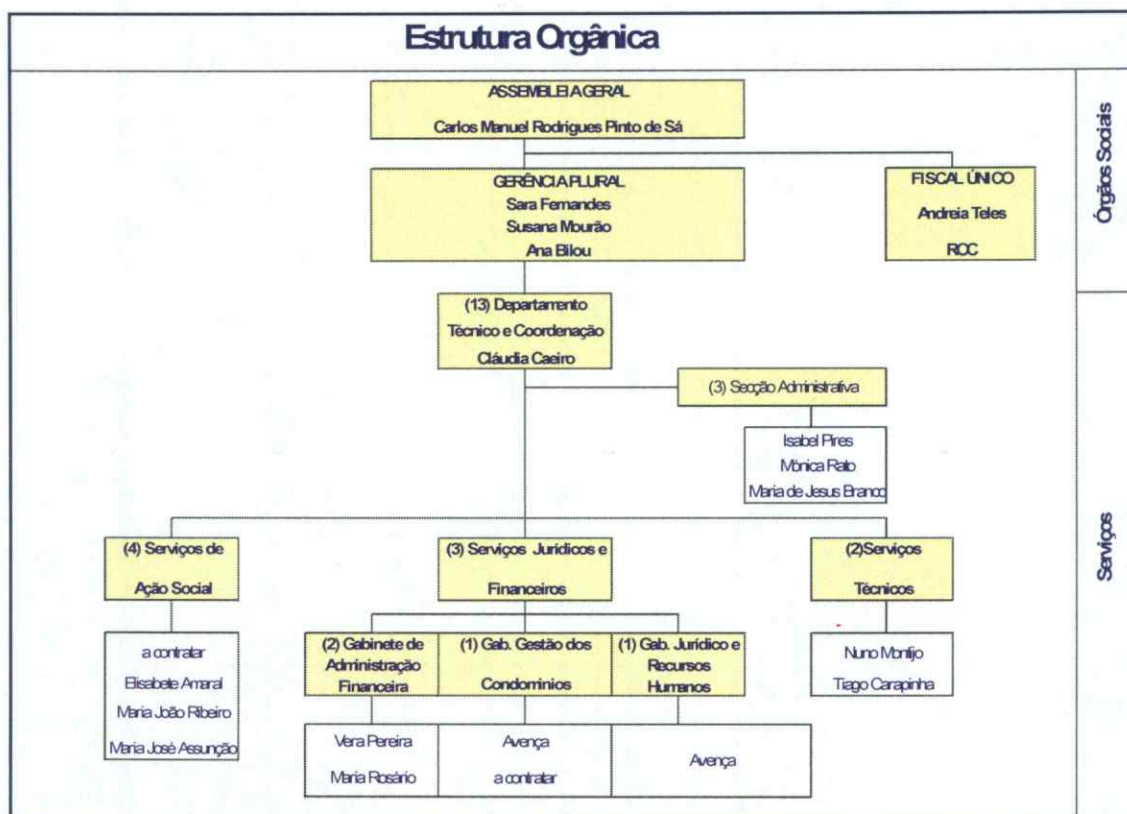 Estrutura Orgânica
ASSEMBLEIA GERAL
Carlos Manuel Rodrigues Pinto de Sá
GERÊNCIA PLURAL
Sara Fernandes
Susana Mourão
Ana Bilou
FISCAL ÚNICO
Andreia Teles
ROC
Órgãos Sociais
(13) Departamento
Técnico e Coordenação
Cláudia Caeiro
(3) Secção Administrativa
Isabel Pires
Mónica Rato
Maria de Jesus Branco
Serviços
(4) Serviços de
Ação Social
(3) Serviços Jurídicos e
Financeiros
(2)Serviços
Técnicos
a contratar
Elisabete Amaral
Maria João Ribeiro
Maria José Assunção
(2) Gabinete de
Administração
Financeira
(1) Gab. Gestão dos
Condomínios
(1) Gab. Jurídico e
Recursos
Humanos
Nuno Montijo
Tiago Carapinha
Vera Pereira
Maria Rosário
Avença
a contratar
Avença